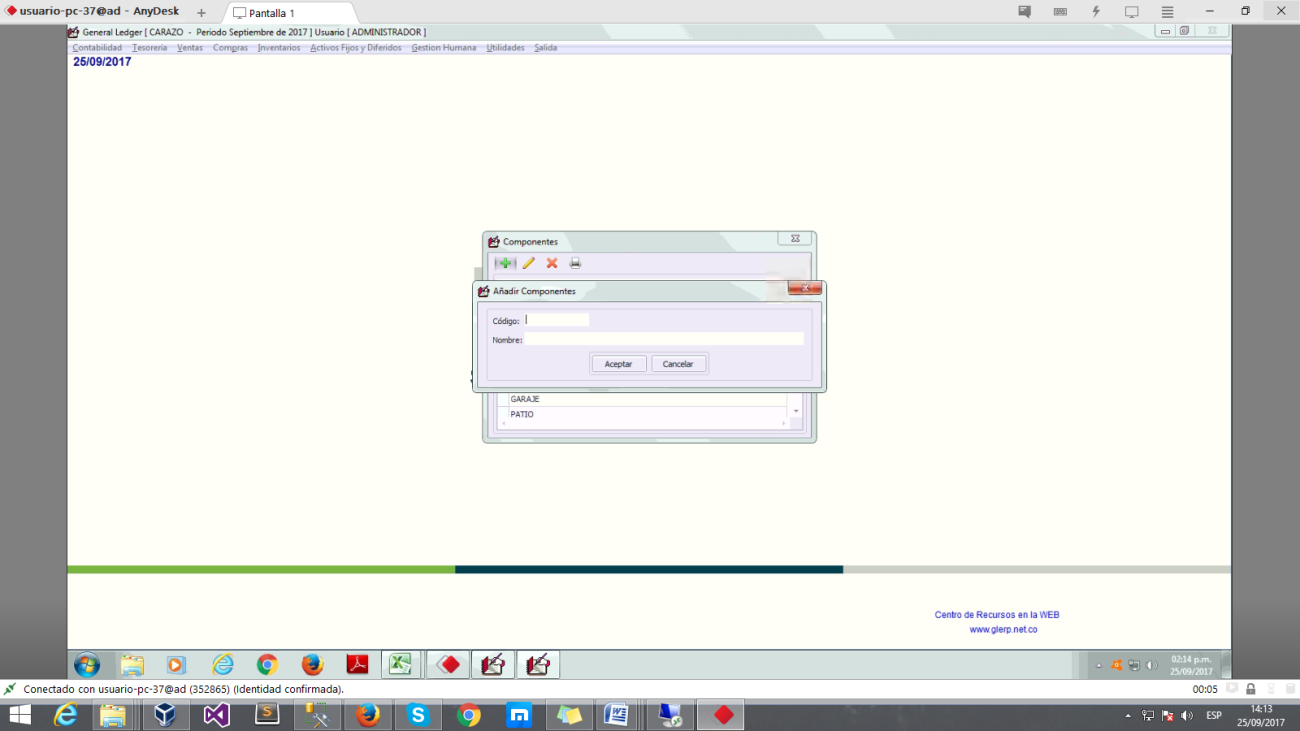 usuario-pc-37@ad - AnyDesk
Pantalla 1
General Ledger [ CARAZO - Periodo Septiembre de 2017 ] Usuario [ ADMINISTRADOR ]
Contabilidad Tesorería Ventas Compras Inventarios Activos Fijos y Diferidos Gestion Humana Utilidades Salida
25/09/2017
Componentes
Añadir Componentes
Código:
Nombre:
Aceptar Cancelar
GARAJE
PATIO
Centro de Recursos en la WEB
www.glerp.net.co
02:14 p.m.
25/09/2017
Conectado con usuario-pc-37@ad (352865) (Identidad confirmada).
00:05
ESP
14:13
25/09/2017